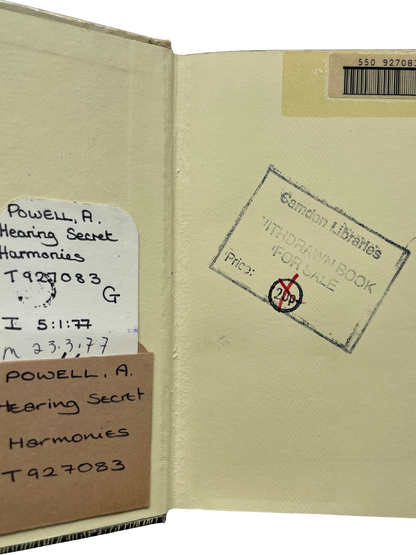 POWELL, A.
Hearing Secret
Harmonies
T927083
G
I 5:1:77
m 23.3.77
POWELL, A.
Hearing Secret
Harmonies
T927083
550 927083
Camden Libraries
WITHDRAWN BOOK
FOR SALE
Price:
20p